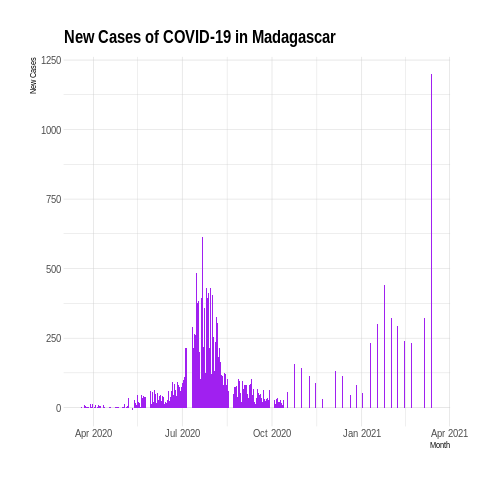 New Cases of COVID-19 in Madagascar
New Cases
1250
1000
750
500
250
0
Apr 2020
Jul 2020
Oct 2020
Jan 2021
Apr 2021
Month